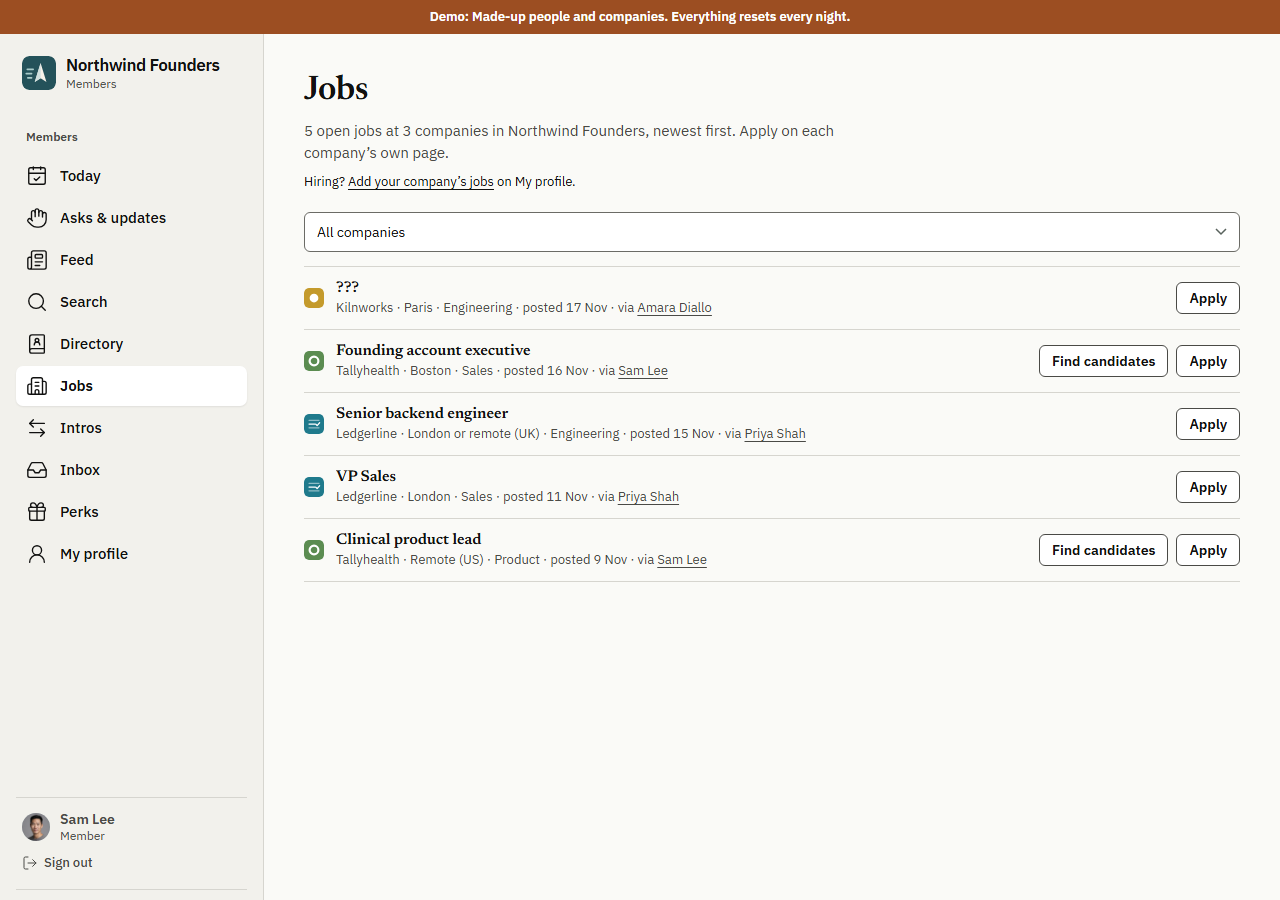 Demo: Made-up people and companies. Everything resets every night.
Northwind Founders
Members
Members
Today
Asks & updates
Feed
Search
Directory
Jobs
Intros
Inbox
Perks
My profile
Sam Lee
Member
Sign out
Jobs
5 open jobs at 3 companies in Northwind Founders, newest first. Apply on each
company’s own page.
Hiring? Add your company’s jobs on My profile.
All companies
???
Kilnworks · Paris · Engineering · posted 17 Nov · via Amara Diallo
Apply
Founding account executive
Tallyhealth · Boston · Sales · posted 16 Nov · via Sam Lee
Find candidates
Apply
Senior backend engineer
Ledgerline · London or remote (UK) · Engineering · posted 15 Nov · via Priya Shah
Apply
VP Sales
Ledgerline · London · Sales · posted 11 Nov · via Priya Shah
Apply
Clinical product lead
Tallyhealth · Remote (US) · Product · posted 9 Nov · via Sam Lee
Find candidates
Apply